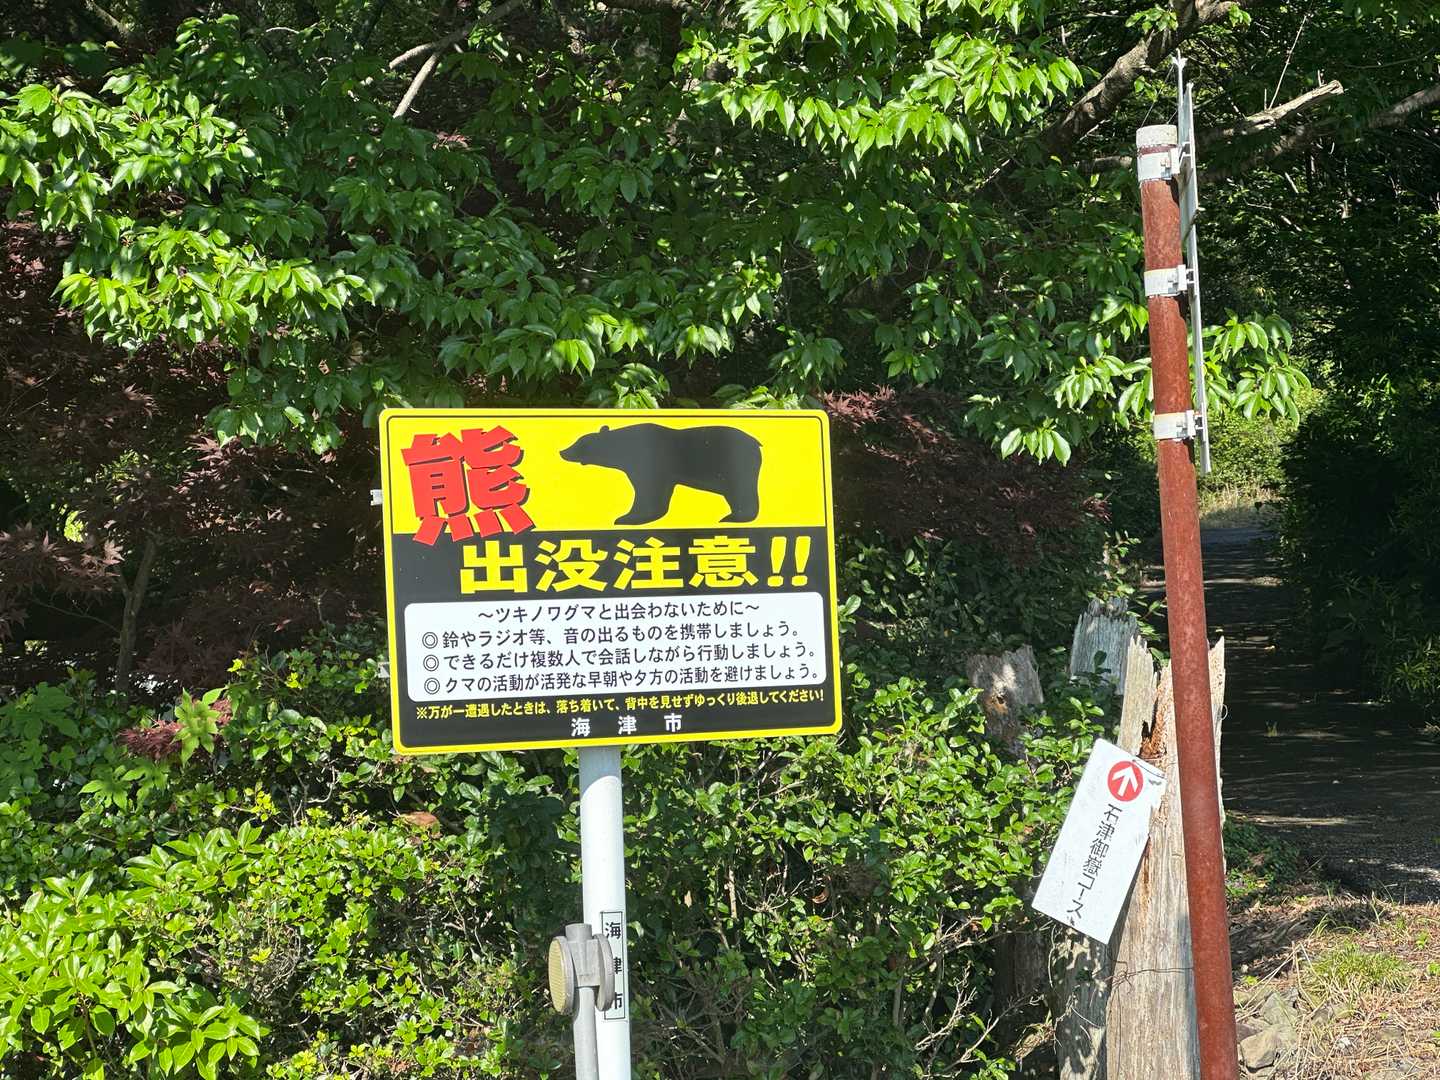 熊
出没注意!!
～ツキノワグマと出会わないために～
◎鈴やラジオ等、音の出るものを携帯しましょう。
◎できるだけ複数人で会話しながら行動しましょう。
◎クマの活動が活発な早朝や夕方の活動を避けましょう。
※万が一遭遇したときは、落ち着いて、背中を見せずゆっくり後退してください!
海津市
海津市
石津御嶽コース